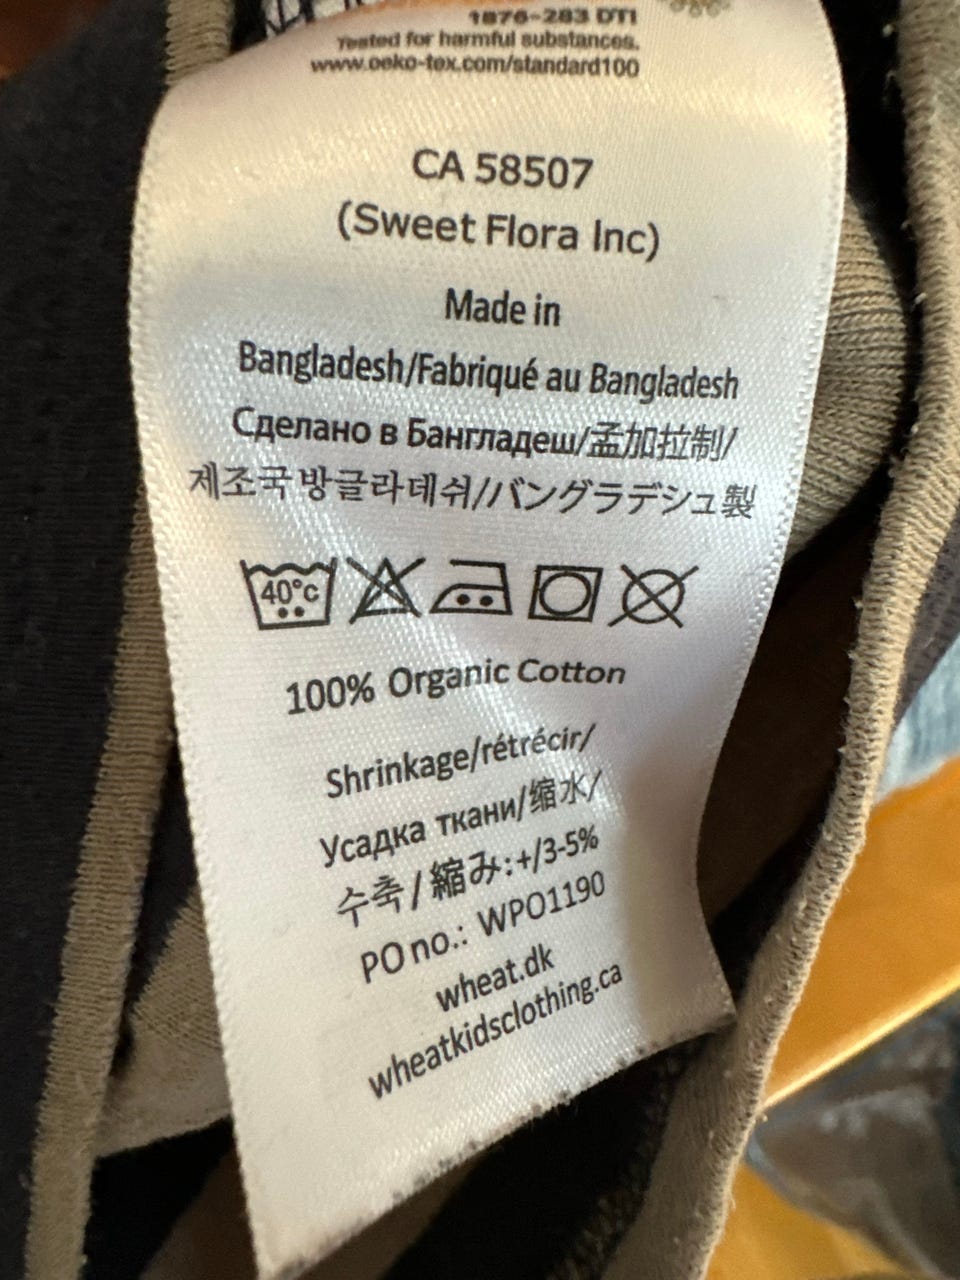 1876-283 DTI
Tested for harmful substances.
www.oeko-tex.com/standard100
CA 58507
(Sweet Flora Inc)
Made in
Bangladesh/Fabriqué au Bangladesh
Сделано в Бангладеш/孟加拉制/
제조국 방글라데쉬//バングラデシュ製
40°C
100% Organic Cotton
Shrinkage/rétrécir/
Усадка ткани/缩水/
수축/縮み:+/3-5%
PO no.: WPO1190
wheat.dk
wheatkidsclothing.ca